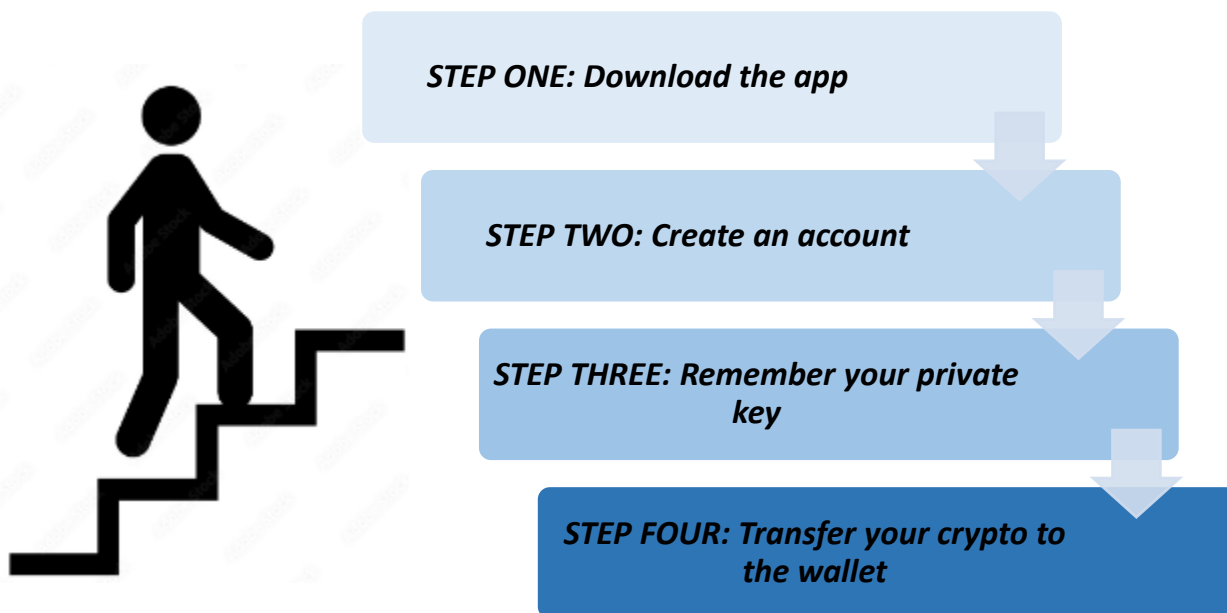 STEP ONE: Download the app
STEP TWO: Create an account
STEP THREE: Remember your private
key
STEP FOUR: Transfer your crypto to
the wallet